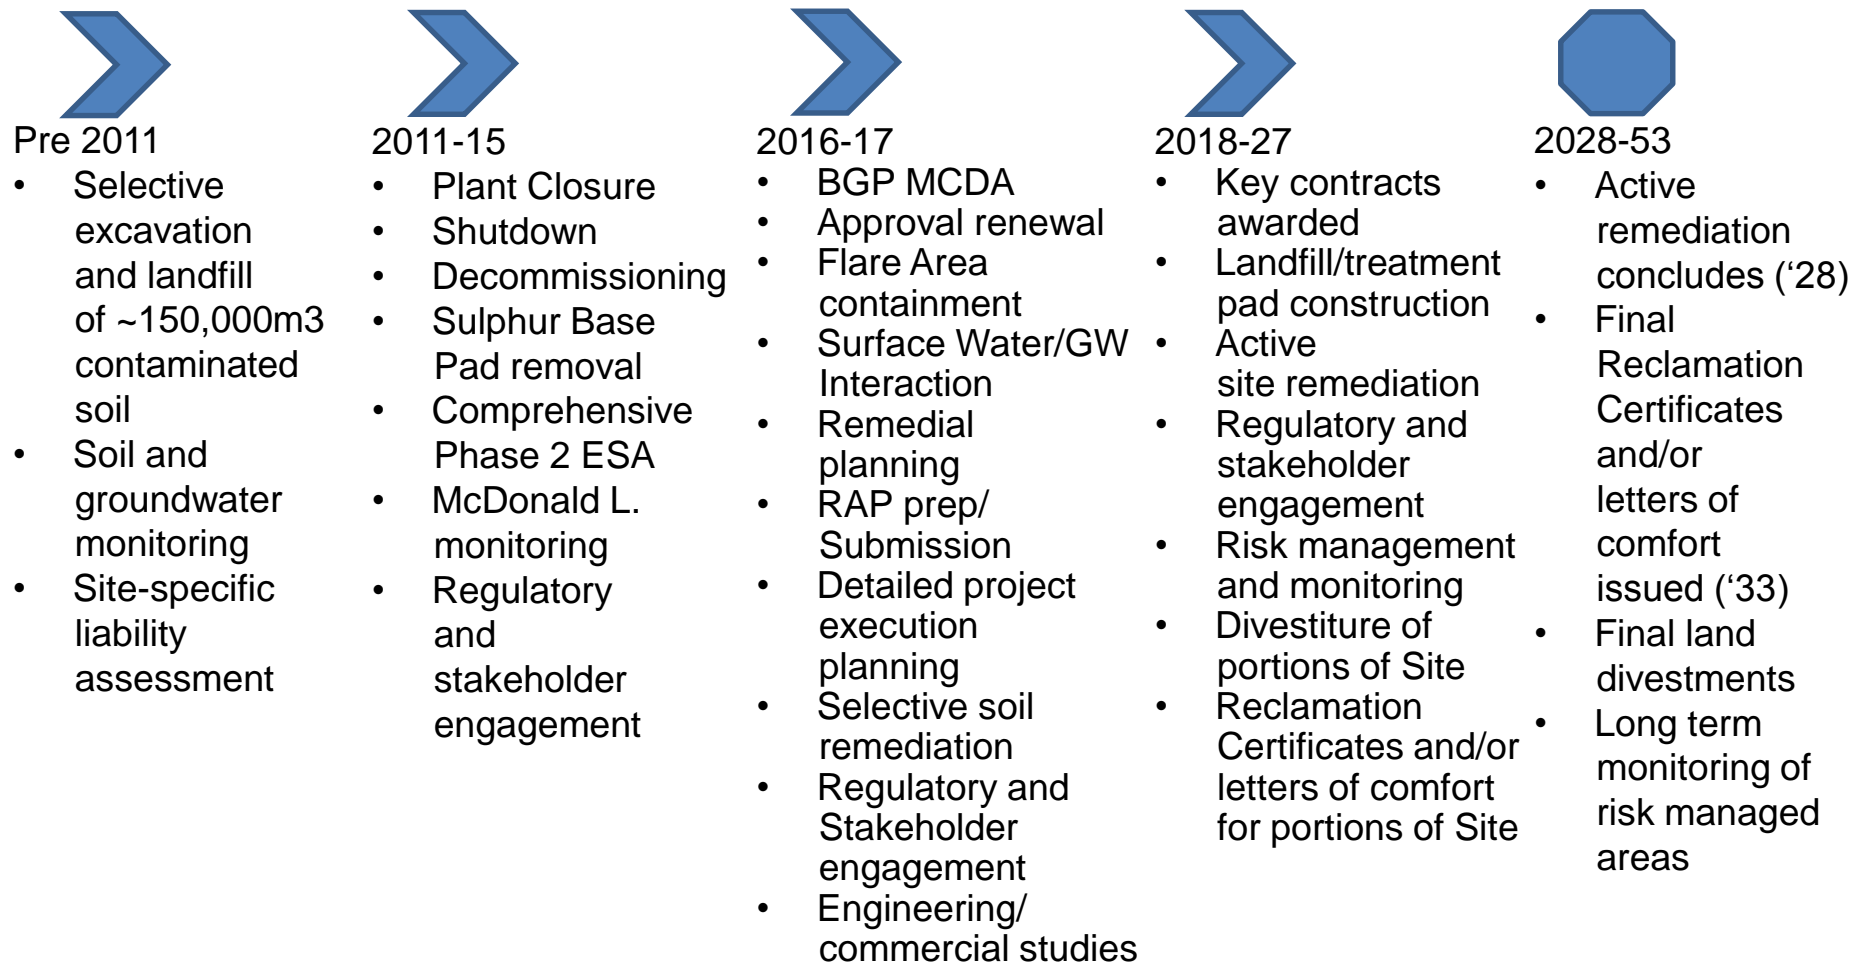 Pre 2011
• Selective
excavation
and landfill
of ~150,000m3
contaminated
soil
• Soil and
groundwater
monitoring
• Site-specific
liability
assessment
2011-15
• Plant Closure
• Shutdown
• Decommissioning
• Sulphur Base
Pad removal
• Comprehensive
Phase 2 ESA
• McDonald L.
monitoring
• Regulatory
and
stakeholder
engagement
2016-17
• BGP MCDA
• Approval renewal
• Flare Area
containment
• Surface Water/GW
Interaction
• Remedial
planning
• RAP prep/
Submission
• Detailed project
execution
planning
• Selective soil
remediation
• Regulatory and
Stakeholder
engagement
• Engineering/
commercial studies
2018-27
• Key contracts
awarded
• Landfill/treatment
pad construction
• Active
site remediation
• Regulatory and
stakeholder
engagement
• Risk management
and monitoring
• Divestiture of
portions of Site
• Reclamation
Certificates and/or
letters of comfort
for portions of Site
2028-53
• Active
remediation
concludes (‘28)
• Final
Reclamation
Certificates
and/or
letters of
comfort
issued (‘33)
• Final land
divestments
• Long term
monitoring of
risk managed
areas